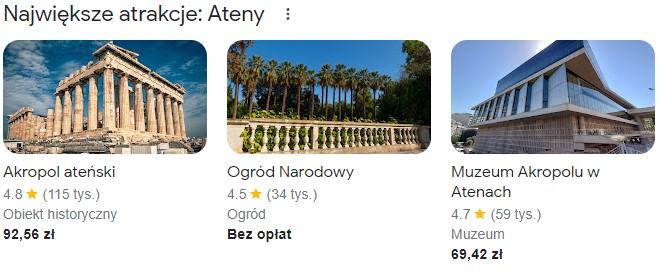 Największe atrakcje: Ateny
Akropol ateński
4.8 ★ (115 tys.)
Obiekt historyczny
92,56 zł
Ogród Narodowy
4.5 ★ (34 tys.)
Ogród
Bez opłat
Muzeum Akropolu w
Atenach
4.7 ★ (59 tys.)
Muzeum
69,42 zł